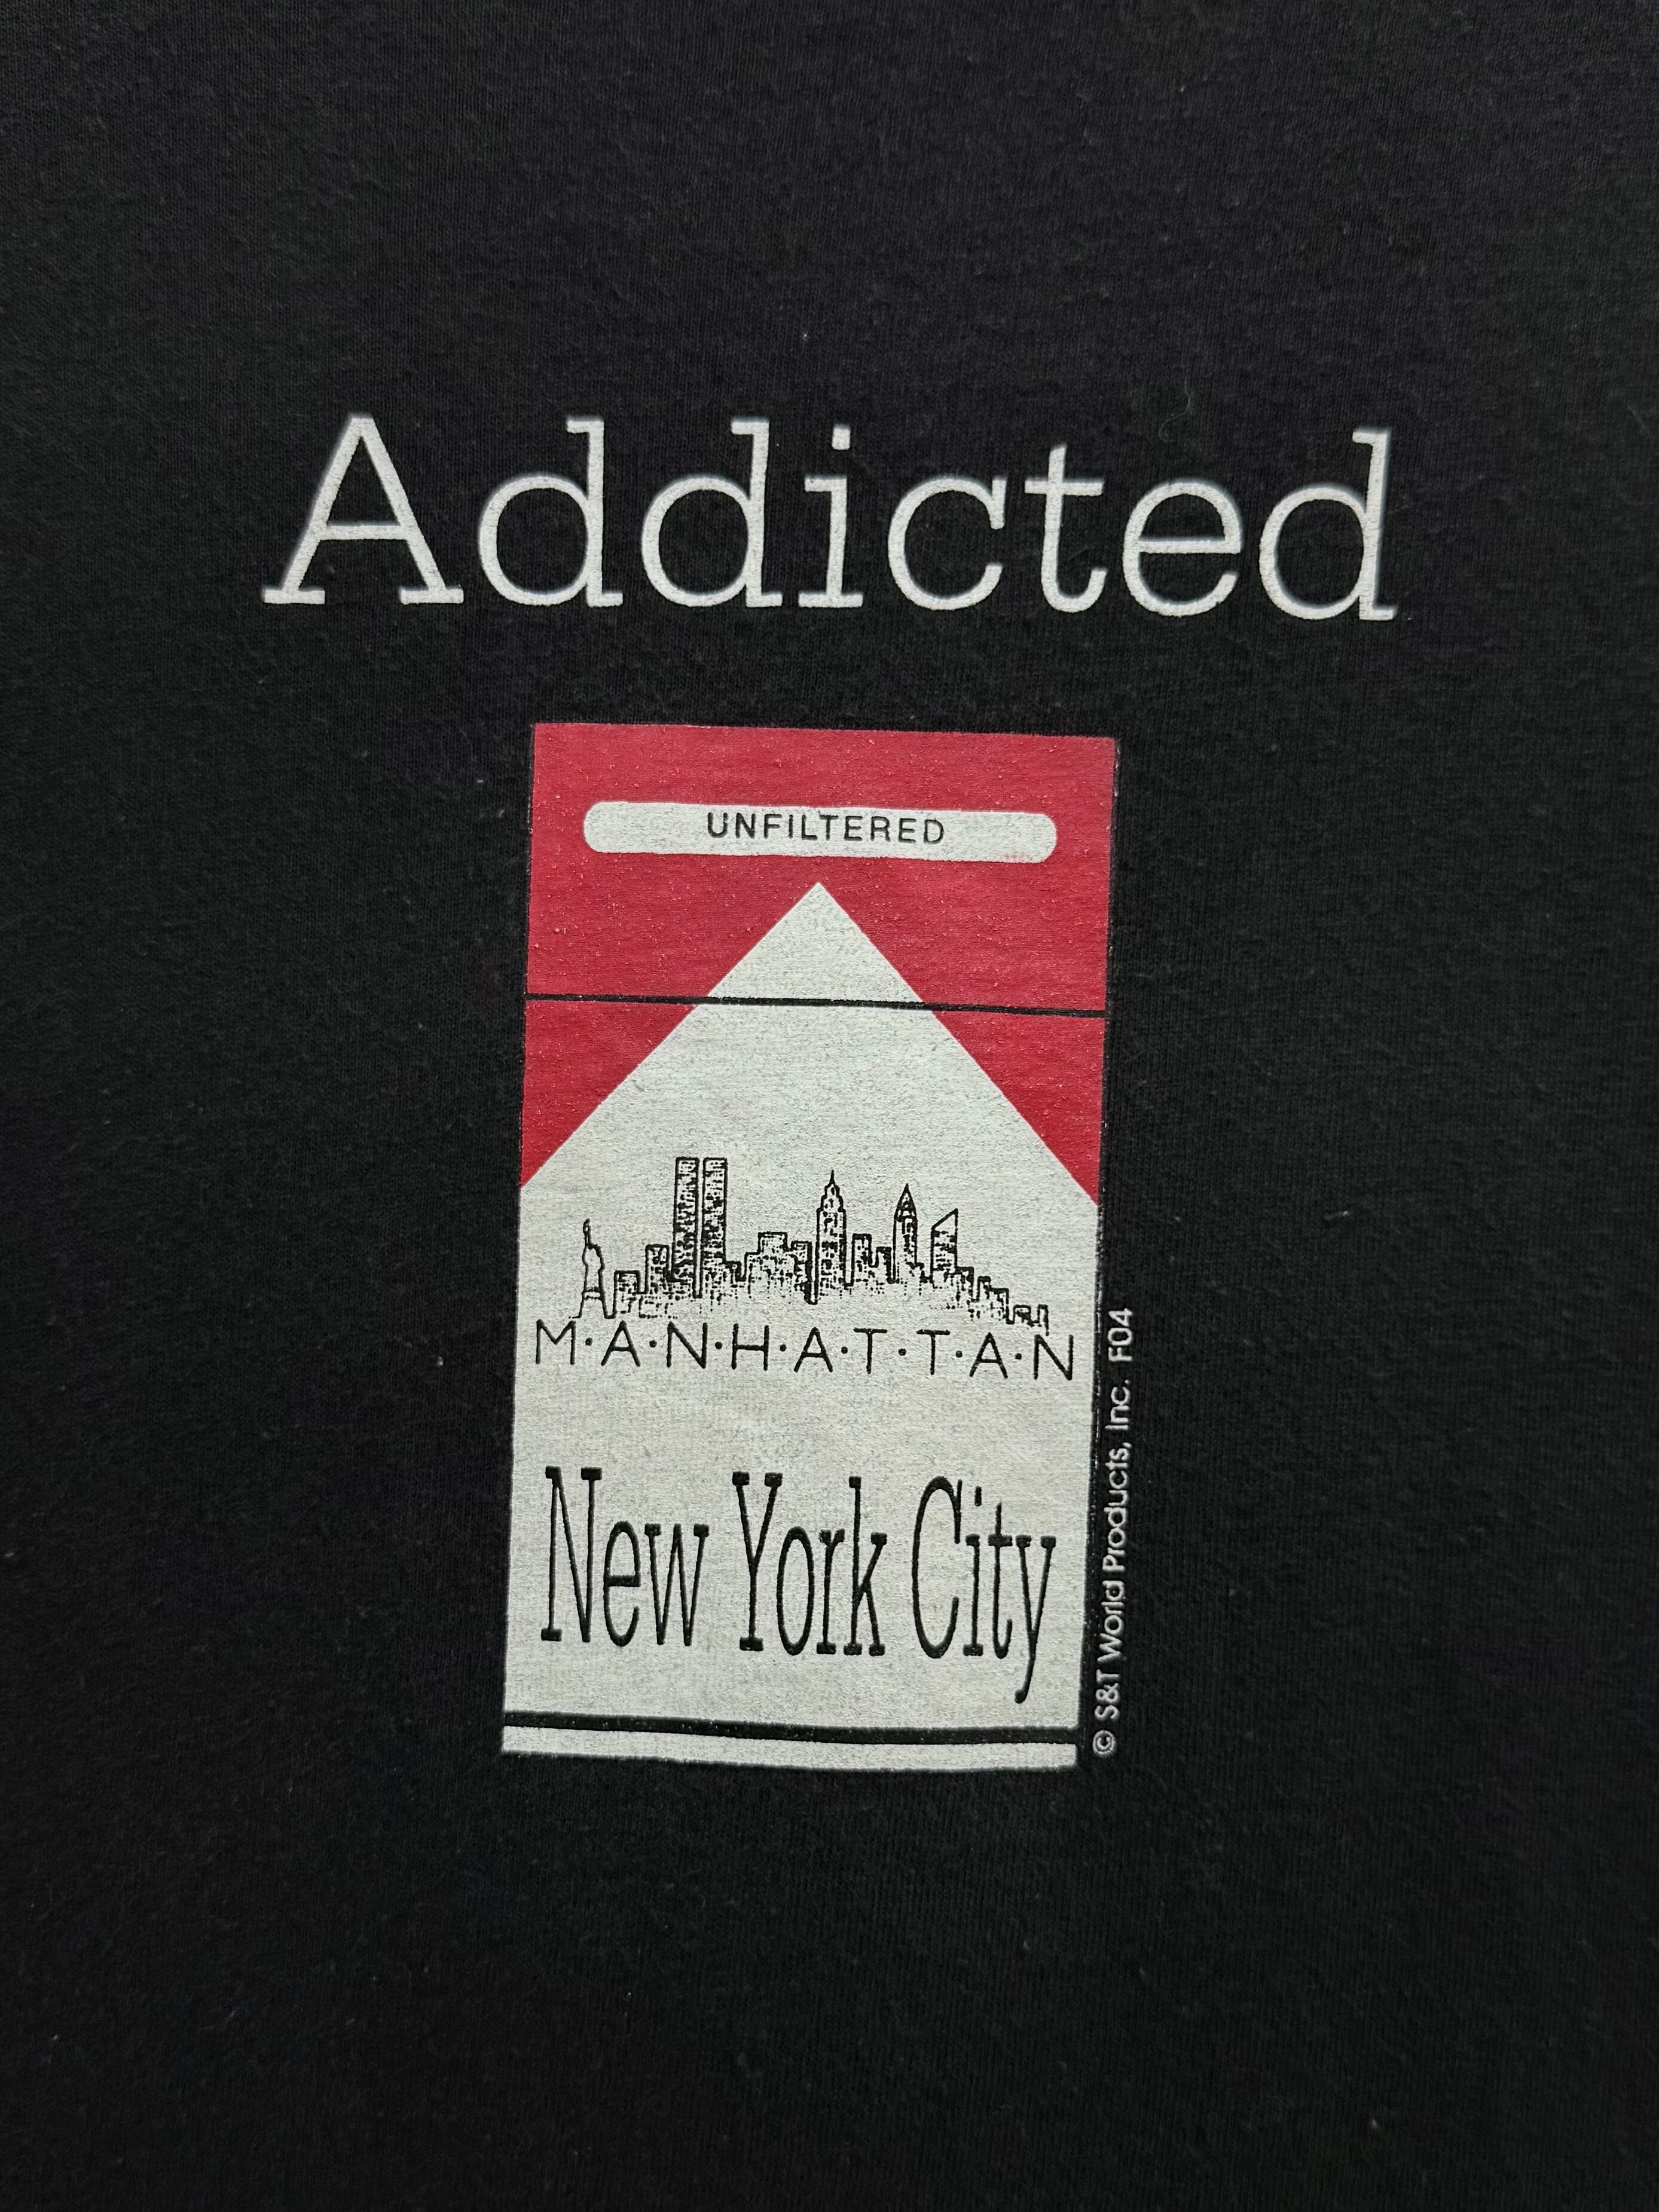 Addicted
UNFILTERED
M·A·N·H·A·T·T·A·N
New York City
© S&T World Products, Inc. F04